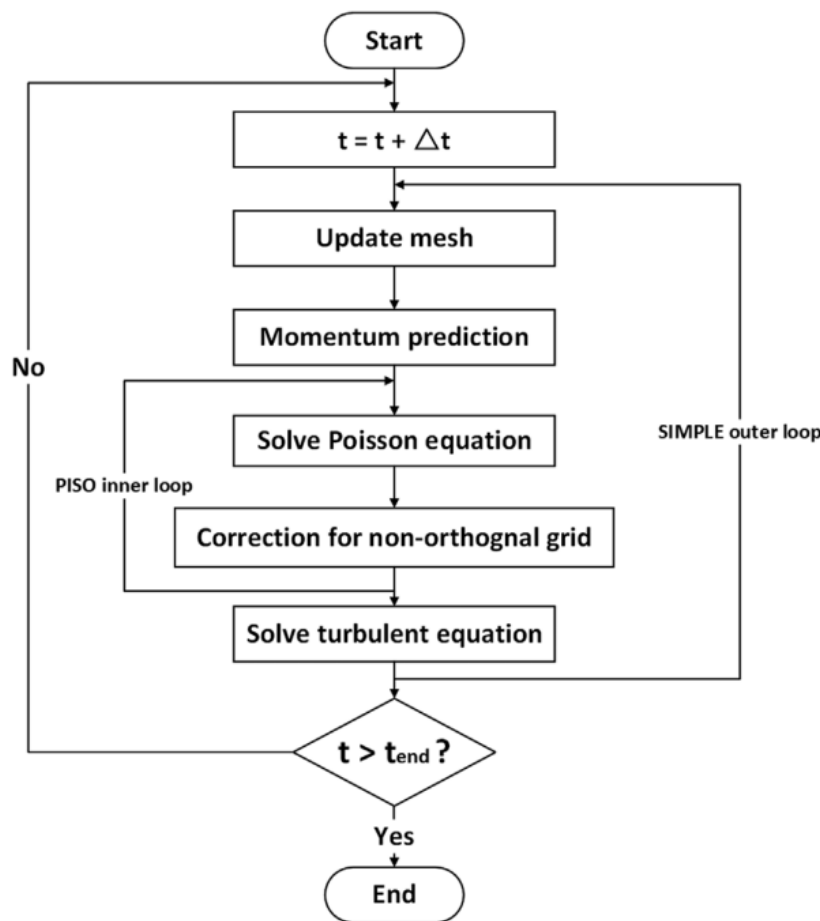 Start
t = t + △t
Update mesh
Momentum prediction
No
Solve Poisson equation
SIMPLE outer loop
PISO inner loop
Correction for non-orthognal grid
Solve turbulent equation
t > tend ?
Yes
End